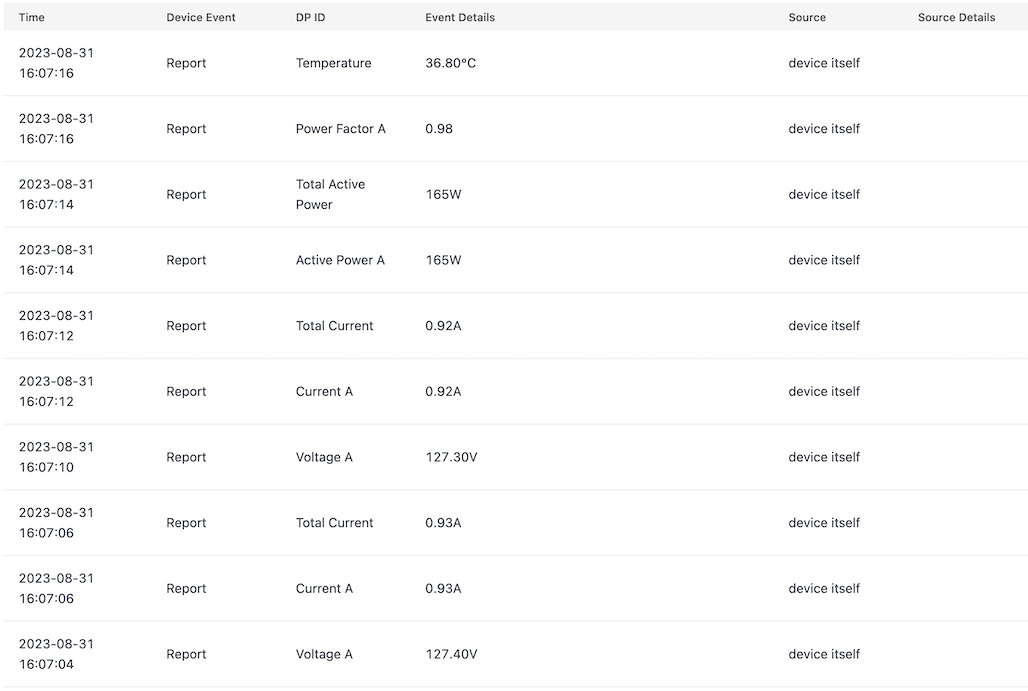 Time Device Event DP ID Event Details Source Source Details
2023-08-31
16:07:16
Report Temperature 36.80°C device itself
2023-08-31
16:07:16
Report Power Factor A 0.98 device itself
2023-08-31
16:07:14
Report
Total Active
Power
165W device itself
2023-08-31
16:07:14
Report Active Power A 165W device itself
2023-08-31
16:07:12
Report Total Current 0.92A device itself
2023-08-31
16:07:12
Report Current A 0.92A device itself
2023-08-31
16:07:10
Report Voltage A 127.30V device itself
2023-08-31
16:07:06
Report Total Current 0.93A device itself
2023-08-31
16:07:06
Report Current A 0.93A device itself
2023-08-31
16:07:04
Report Voltage A 127.40V device itself